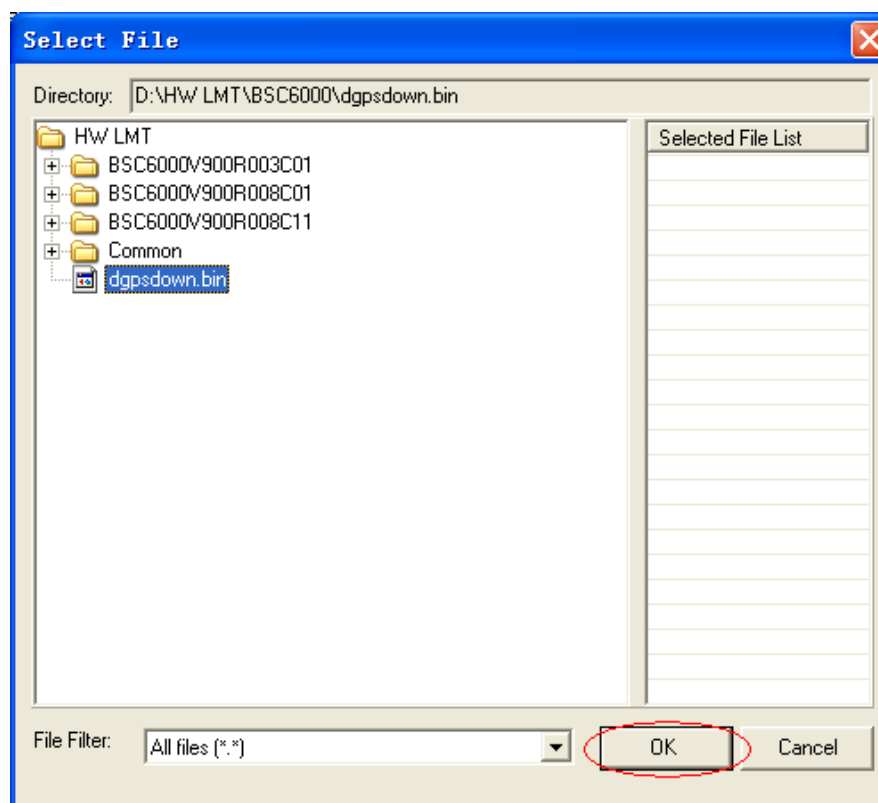 Select File
Directory: D:\HW LMT\BSC6000\dgpsdown.bin
HW LMT
BSC6000V900R003C01
BSC6000V900R008C01
BSC6000V900R008C11
Common
dgpsdown.bin
Selected File List
File Filter: All files (*.*)
OK
Cancel